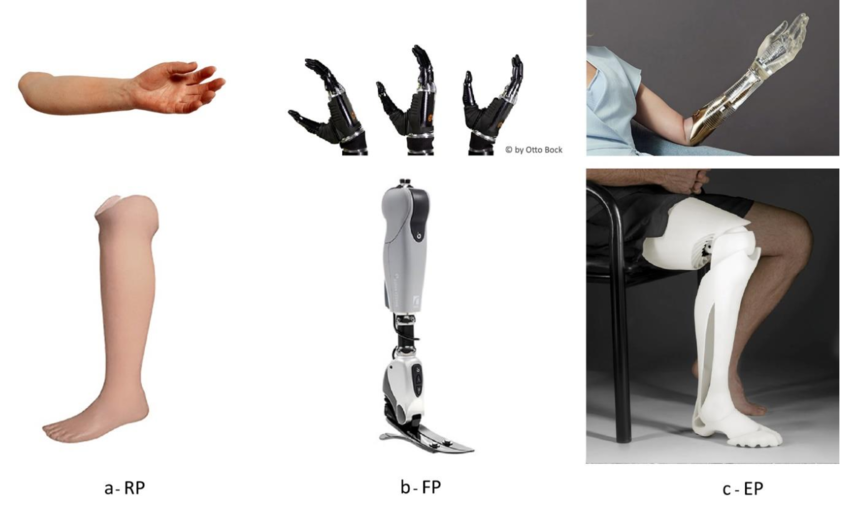 © by Otto Bock
a- RP
b - FP
c - EP